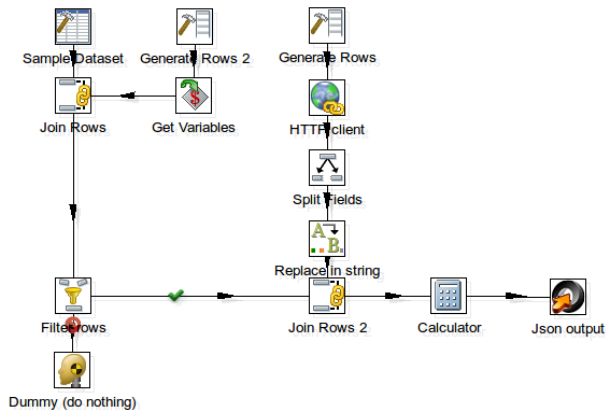 Sample Dataset
Generate Rows 2
Generate Rows
Join Rows
Get Variables
HTTP client
Split Fields
A
B.
Replace in string
Filter rows
Join Rows 2
Calculator
Json output
Dummy (do nothing)